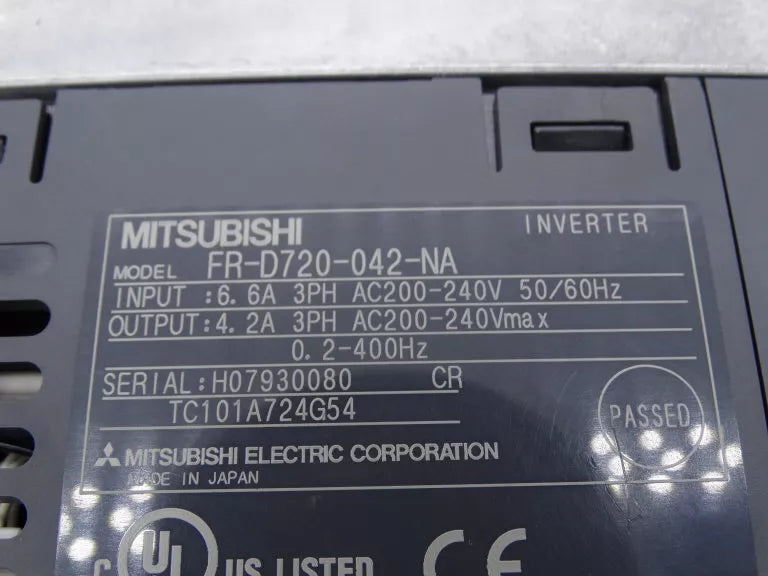 MITSUBISHI INVERTER
MODEL FR-D720-042-NA
INPUT :6.6A 3PH AC200-240V 50/60Hz
OUTPUT:4.2A 3PH AC200-240Vmax
0.2-400Hz
SERIAL:H07930080 CR
TC101A724G54
PASSED
MITSUBISHI ELECTRIC CORPORATION
MADE IN JAPAN
C UL US LISTED CE